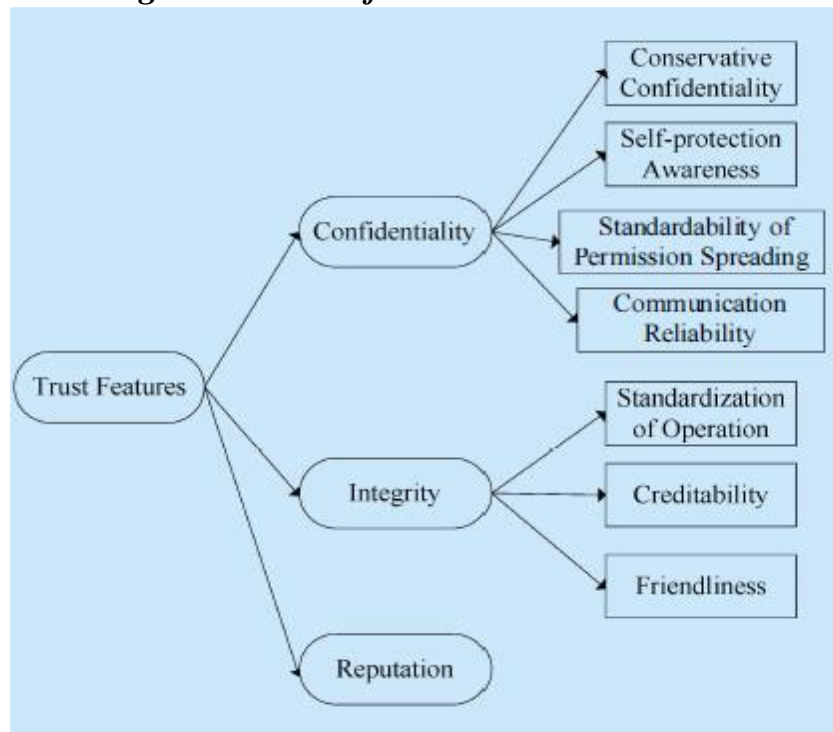 Conservative
Confidentiality
Self-protection
Awareness
Confidentiality
Standardability of
Permission Spreading
Communication
Reliability
Trust Features
Standardization
of Operation
Integrity
Creditability
Friendliness
Reputation